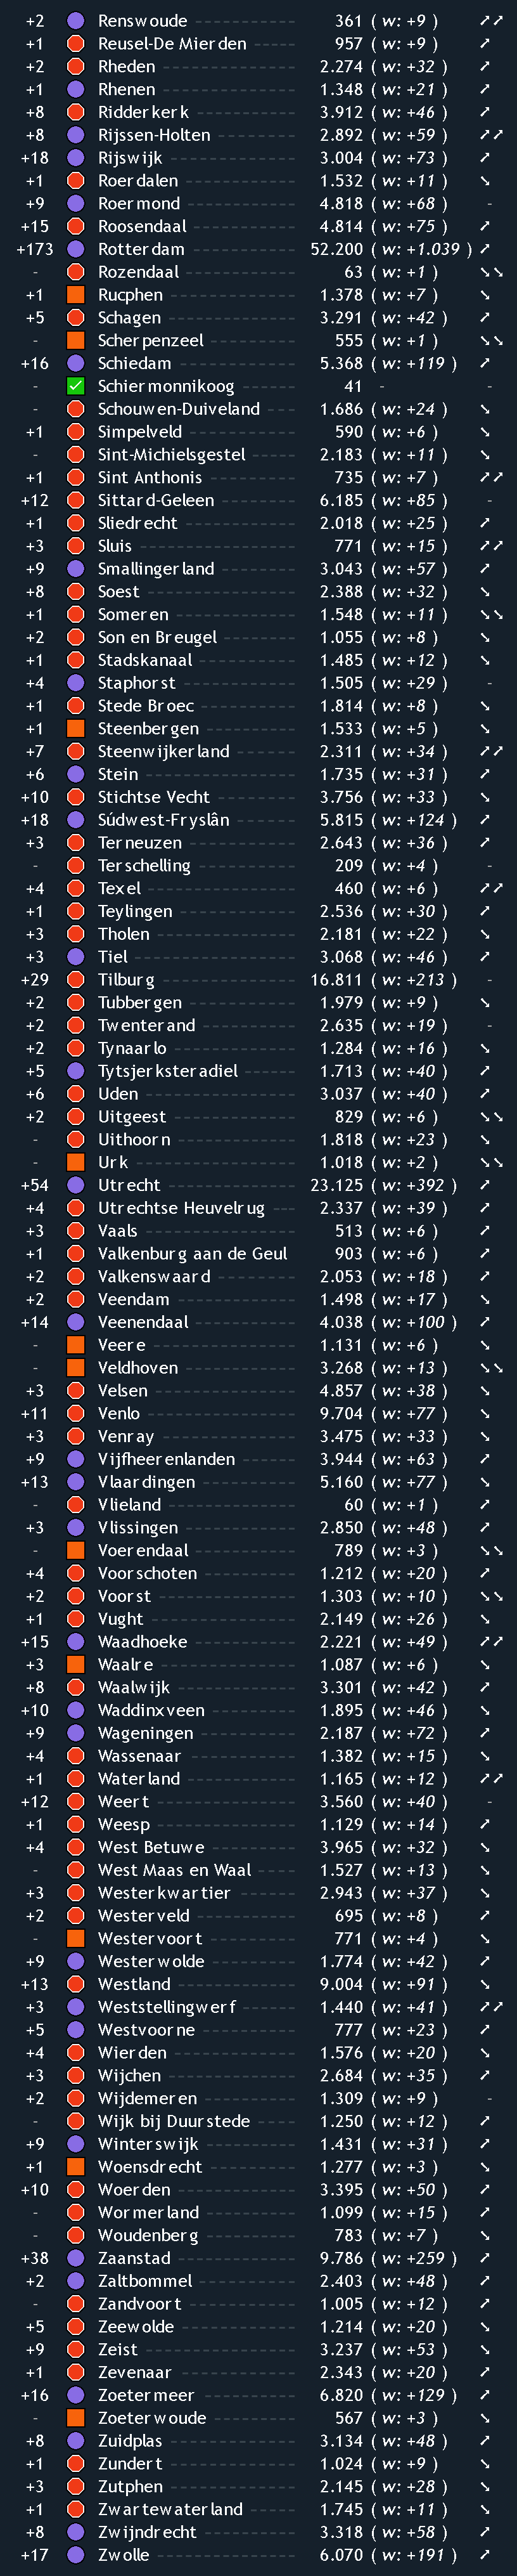 +2 Renswoude 361 ( w: +9 ) ↗↗
+1 Reusel-De Mierden 957 ( w: +9 ) ↗
+2 Rheden 2.274 ( w: +32 ) ↗
+1 Rhenen 1.348 ( w: +21 ) ↗
+8 Ridderkerk 3.912 ( w: +46 ) ↗
+8 Rijssen-Holten 2.892 ( w: +59 ) ↗↗
+18 Rijswijk 3.004 ( w: +73 ) ↗
+1 Roerdalen 1.532 ( w: +11 ) ↘
+9 Roermond 4.818 ( w: +68 ) -
+15 Roosendaal 4.814 ( w: +75 ) ↗
+173 Rotterdam 52.200 ( w: +1.039 ) ↗
- Rozendaal 63 ( w: +1 ) ↘↘
+1 Rucphen 1.378 ( w: +7 ) ↘
+5 Schagen 3.291 ( w: +42 ) ↗
- Scherpenzeel 555 ( w: +1 ) ↘↘
+16 Schiedam 5.368 ( w: +119 ) ↗
- Schiermonnikoog 41 - -
- Schouwen-Duiveland 1.686 ( w: +24 ) ↘
+1 Simpelveld 590 ( w: +6 ) ↘
- Sint-Michielsgestel 2.183 ( w: +11 ) ↘
+1 Sint Anthonis 735 ( w: +7 ) ↗↗
+12 Sittard-Geleen 6.185 ( w: +85 ) -
+1 Sliedrecht 2.018 ( w: +25 ) ↗
+3 Sluis 771 ( w: +15 ) ↗↗
+9 Smallingerland 3.043 ( w: +57 ) ↗
+8 Soest 2.388 ( w: +32 ) ↘
+1 Someren 1.548 ( w: +11 ) ↘↘
+2 Son en Breugel 1.055 ( w: +8 ) ↘
+1 Stadskanaal 1.485 ( w: +12 ) ↘
+4 Staphorst 1.505 ( w: +29 ) -
+1 Stede Broec 1.814 ( w: +8 ) ↘
+1 Steenbergen 1.533 ( w: +5 ) ↘
+7 Steenwijkerland 2.311 ( w: +34 ) ↗↗
+6 Stein 1.735 ( w: +31 ) ↗
+10 Stichtse Vecht 3.756 ( w: +33 ) ↘
+18 Súdwest-Fryslân 5.815 ( w: +124 ) ↗
+3 Terneuzen 2.643 ( w: +36 ) ↗
- Terschelling 209 ( w: +4 ) -
+4 Texel 460 ( w: +6 ) ↗↗
+1 Teylingen 2.536 ( w: +30 ) ↗
+3 Tholen 2.181 ( w: +22 ) ↘
+3 Tiel 3.068 ( w: +46 ) ↗
+29 Tilburg 16.811 ( w: +213 ) -
+2 Tubbergen 1.979 ( w: +9 ) ↘
+2 Twenterand 2.635 ( w: +19 ) -
+2 Tynaarlo 1.284 ( w: +16 ) ↘
+5 Tytsjerksteradiel 1.713 ( w: +40 ) ↗
+6 Uden 3.037 ( w: +40 ) ↗
+2 Uitgeest 829 ( w: +6 ) ↘↘
- Uithoorn 1.818 ( w: +23 ) ↘
- Urk 1.018 ( w: +2 ) ↘↘
+54 Utrecht 23.125 ( w: +392 ) ↗
+4 Utrechtse Heuvelrug 2.337 ( w: +39 ) ↗
+3 Vaals 513 ( w: +6 ) ↗
+1 Valkenburg aan de Geul 903 ( w: +6 ) ↗
+2 Valkenswaard 2.053 ( w: +18 ) ↗
+2 Veendam 1.498 ( w: +17 ) ↘
+14 Veenendaal 4.038 ( w: +100 ) ↗
- Veere 1.131 ( w: +6 ) ↘
- Veldhoven 3.268 ( w: +13 ) ↘↘
+3 Velsen 4.857 ( w: +38 ) ↘
+11 Venlo 9.704 ( w: +77 ) ↘
+3 Venray 3.475 ( w: +33 ) ↘
+9 Vijfheerenlanden 3.944 ( w: +63 ) ↗
+13 Vlaardingen 5.160 ( w: +77 ) ↘
- Vlieland 60 ( w: +1 ) ↗
+3 Vlissingen 2.850 ( w: +48 ) ↗
- Voerendaal 789 ( w: +3 ) ↘↘
+4 Voorschoten 1.212 ( w: +20 ) ↗
+2 Voorst 1.303 ( w: +10 ) ↘↘
+1 Vught 2.149 ( w: +26 ) ↘
+15 Waadhoeke 2.221 ( w: +49 ) ↗↗
+3 Waalre 1.087 ( w: +6 ) ↘
+8 Waalwijk 3.301 ( w: +42 ) ↗
+10 Waddinxveen 1.895 ( w: +46 ) ↘
+9 Wageningen 2.187 ( w: +72 ) ↗
+4 Wassenaar 1.382 ( w: +15 ) ↘
+1 Waterland 1.165 ( w: +12 ) ↗↗
+12 Weert 3.560 ( w: +40 ) -
+1 Weesp 1.129 ( w: +14 ) ↗
+4 West Betuwe 3.965 ( w: +32 ) ↘
- West Maas en Waal 1.527 ( w: +13 ) ↘
+3 Westerkwartier 2.943 ( w: +37 ) ↘
+2 Westerveld 695 ( w: +8 ) ↗
- Westervoort 771 ( w: +4 ) ↘
+9 Westerwolde 1.774 ( w: +42 ) ↗
+13 Westland 9.004 ( w: +91 ) ↘
+3 Weststellingwerf 1.440 ( w: +41 ) ↗↗
+5 Westvoorne 777 ( w: +23 ) ↗
+4 Wierden 1.576 ( w: +20 ) ↘
+3 Wijchen 2.684 ( w: +35 ) ↗
+2 Wijdemeren 1.309 ( w: +9 ) -
- Wijk bij Duurstede 1.250 ( w: +12 ) ↗
+9 Winterswijk 1.431 ( w: +31 ) ↗
+1 Woensdrecht 1.277 ( w: +3 ) ↘
+10 Woerden 3.395 ( w: +50 ) ↗
- Wormerland 1.099 ( w: +15 ) ↗
- Woudenberg 783 ( w: +7 ) ↘
+38 Zaanstad 9.786 ( w: +259 ) ↗
+2 Zaltbommel 2.403 ( w: +48 ) ↗
- Zandvoort 1.005 ( w: +12 ) ↗
+5 Zeewolde 1.214 ( w: +20 ) ↘
+9 Zeist 3.237 ( w: +53 ) ↘
+1 Zevenaar 2.343 ( w: +20 ) ↗
+16 Zoetermeer 6.820 ( w: +129 ) ↗
- Zoeterwoude 567 ( w: +3 ) ↘
+8 Zuidplas 3.134 ( w: +48 ) ↗
+1 Zundert 1.024 ( w: +9 ) ↘
+3 Zutphen 2.145 ( w: +28 ) ↘
+1 Zwartewaterland 1.745 ( w: +11 ) ↘
+8 Zwijndrecht 3.318 ( w: +58 ) ↗
+17 Zwolle 6.070 ( w: +191 ) ↗